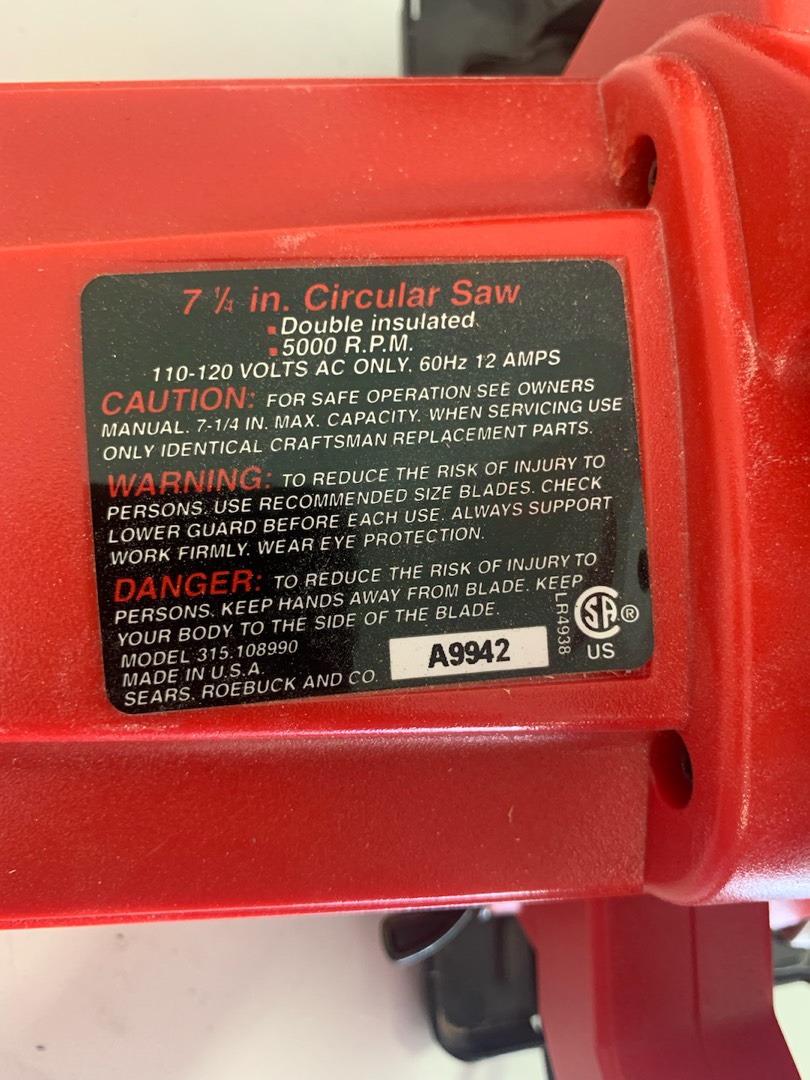 7 1/4 in. Circular Saw
▪ Double insulated
▪ 5000 R.P.M.
110-120 VOLTS AC ONLY, 60Hz 12 AMPS
CAUTION: FOR SAFE OPERATION SEE OWNERS
MANUAL. 7-1/4 IN. MAX. CAPACITY. WHEN SERVICING USE
ONLY IDENTICAL CRAFTSMAN REPLACEMENT PARTS.
WARNING: TO REDUCE THE RISK OF INJURY TO
PERSONS, USE RECOMMENDED SIZE BLADES. CHECK
LOWER GUARD BEFORE EACH USE. ALWAYS SUPPORT
WORK FIRMLY. WEAR EYE PROTECTION.
DANGER: TO REDUCE THE RISK OF INJURY TO
PERSONS, KEEP HANDS AWAY FROM BLADE. KEEP
YOUR BODY TO THE SIDE OF THE BLADE.
MODEL 315.108990
MADE IN U.S.A.
SEARS, ROEBUCK AND CO.
A9942
LR4938
SA ®
US